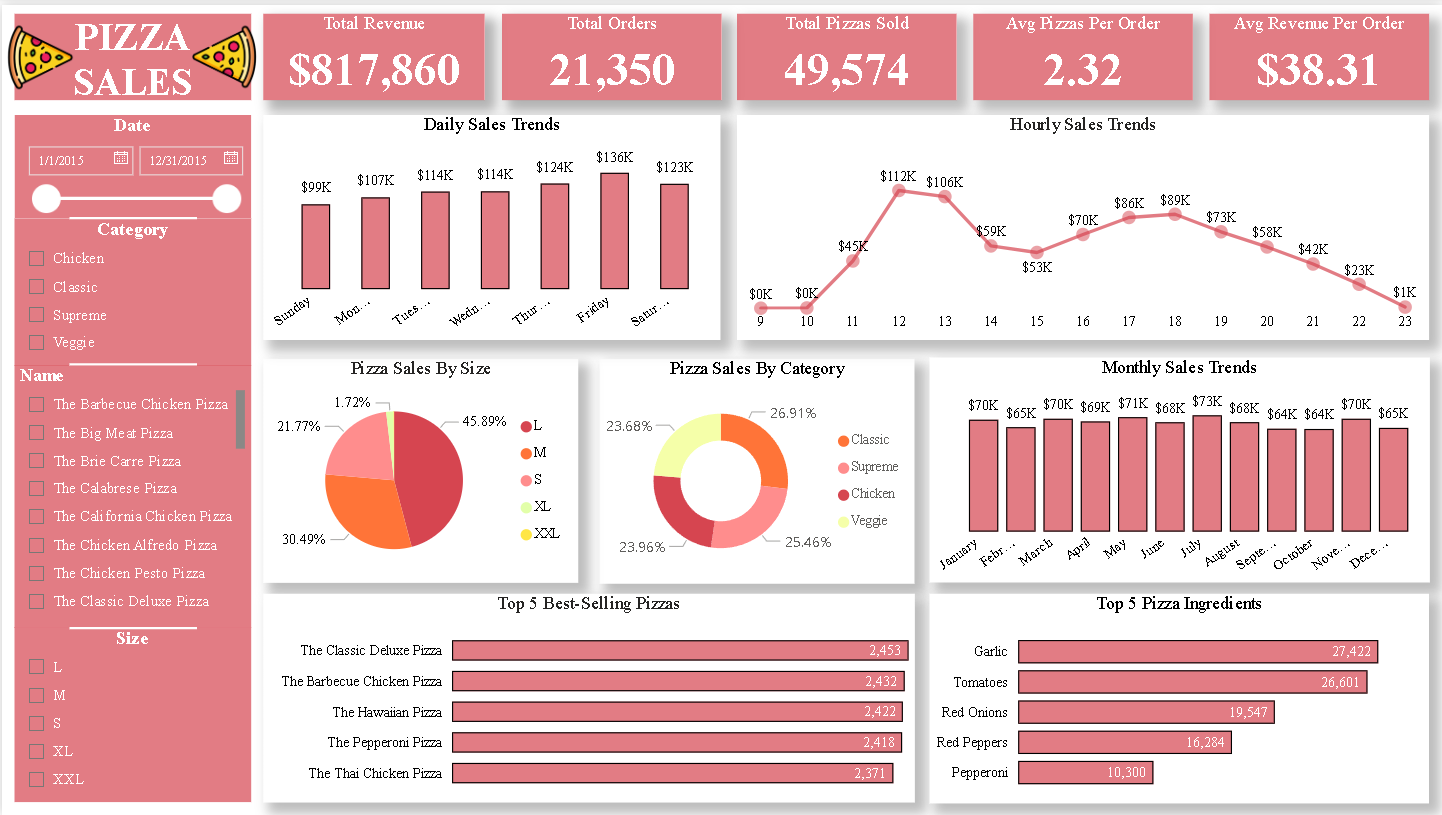 PIZZA
SALES
Total Revenue
$817,860
Total Orders
21,350
Total Pizzas Sold
49,574
Avg Pizzas Per Order
2.32
Avg Revenue Per Order
$38.31
Date
1/1/2015
12/31/2015
Category
Chicken
Classic
Supreme
Veggie
Name
The Barbecue Chicken Pizza
The Big Meat Pizza
The Brie Carre Pizza
The Calabrese Pizza
The California Chicken Pizza
The Chicken Alfredo Pizza
The Chicken Pesto Pizza
The Classic Deluxe Pizza
Size
L
M
S
XL
XXL
Daily Sales Trends
$99K
$107K
$114K
$114K
$124K
$136K
$123K
Sunday
Mon...
Tues...
Wedn...
Thur...
Friday
Satur...
Hourly Sales Trends
$0K
$0K
$45K
$112K
$106K
$59K
$53K
$70K
$86K
$89K
$73K
$58K
$42K
$23K
$1K
9 10 11 12 13 14 15 16 17 18 19 20 21 22 23
Pizza Sales By Size
1.72%
45.89%
21.77%
30.49%
L
M
S
XL
XXL
Pizza Sales By Category
26.91%
23.68%
23.96%
25.46%
Classic
Supreme
Chicken
Veggie
Monthly Sales Trends
$70K
$65K
$70K
$69K
$71K
$68K
$73K
$68K
$64K
$64K
$70K
$65K
January
Febr...
March
April
May
June
July
August
Septe...
October
Nove...
Dece...
Top 5 Best-Selling Pizzas
The Classic Deluxe Pizza 2,453
The Barbecue Chicken Pizza 2,432
The Hawaiian Pizza 2,422
The Pepperoni Pizza 2,418
The Thai Chicken Pizza 2,371
Top 5 Pizza Ingredients
Garlic 27,422
Tomatoes 26,601
Red Onions 19,547
Red Peppers 16,284
Pepperoni 10,300